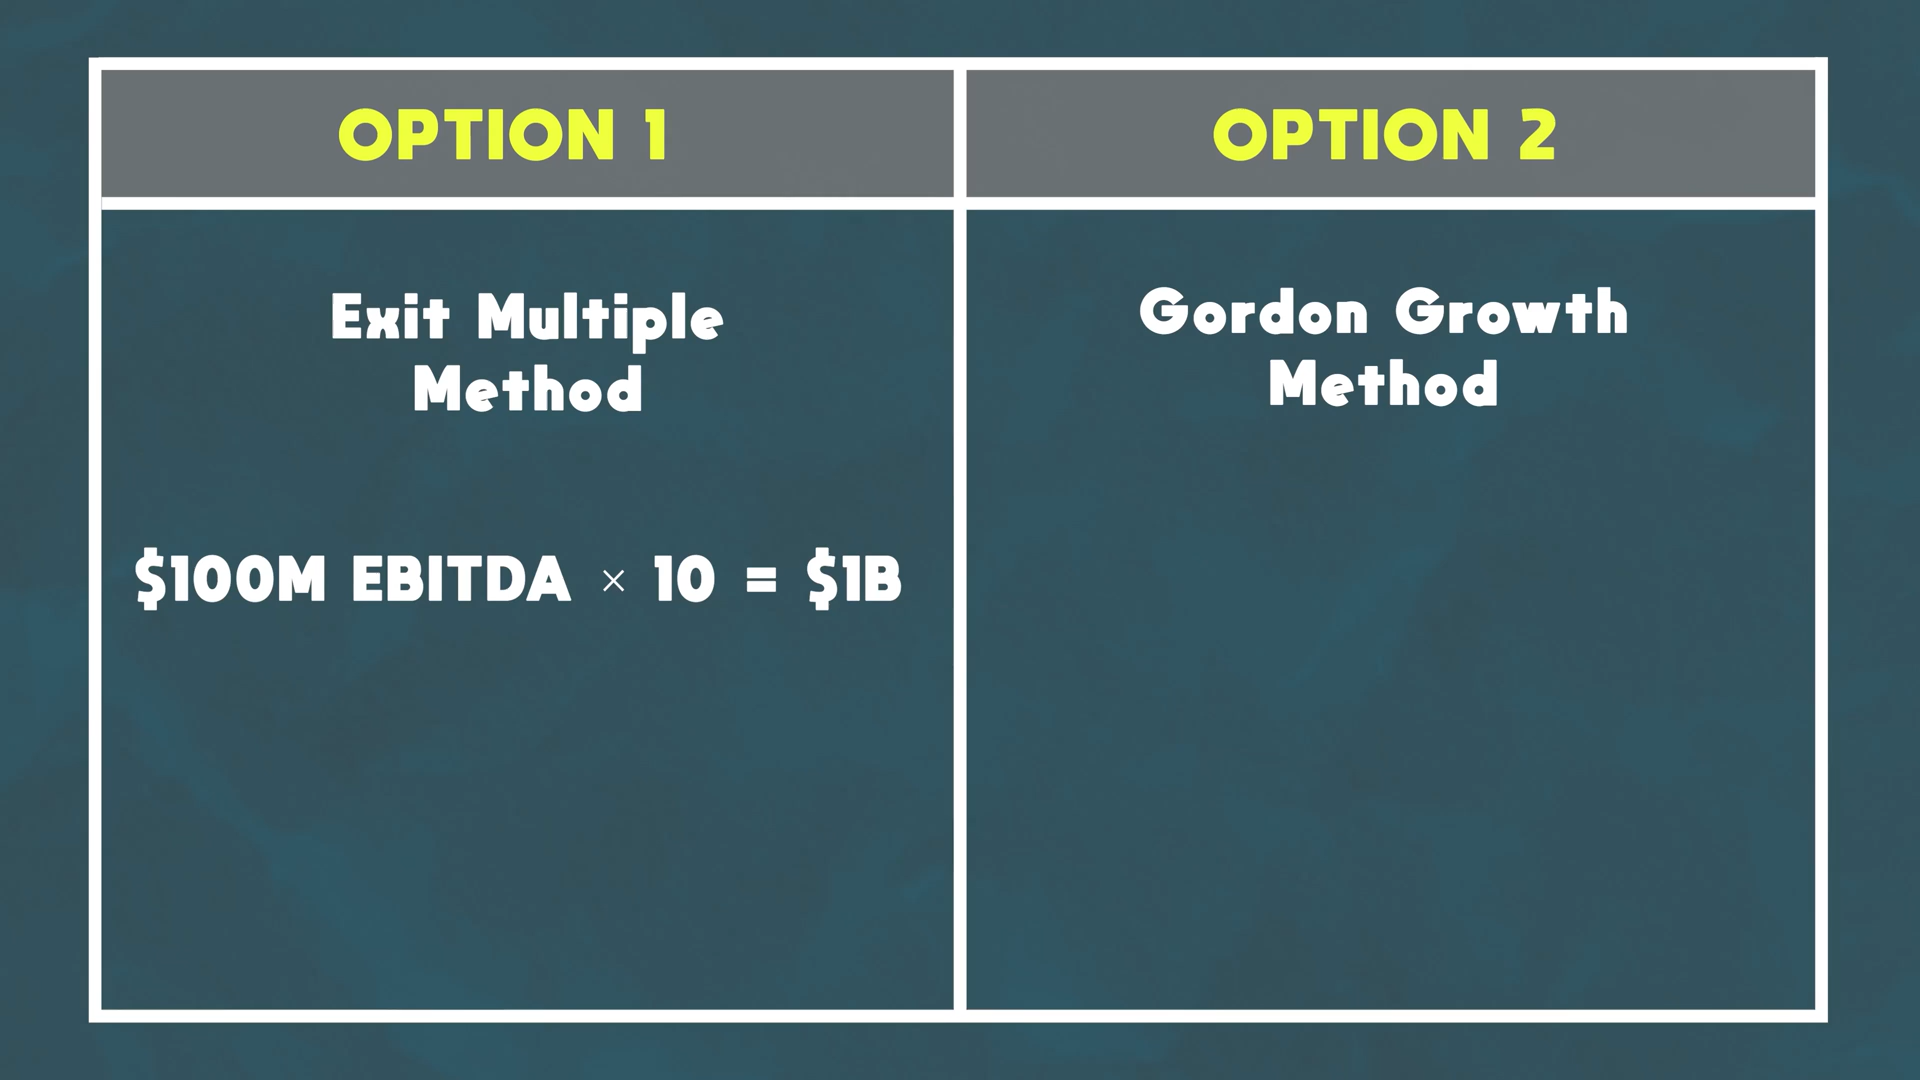 OPTION 1
OPTION 2
Exit Multiple
Method
$100M EBITDA × 10 = $1B
Gordon Growth
Method